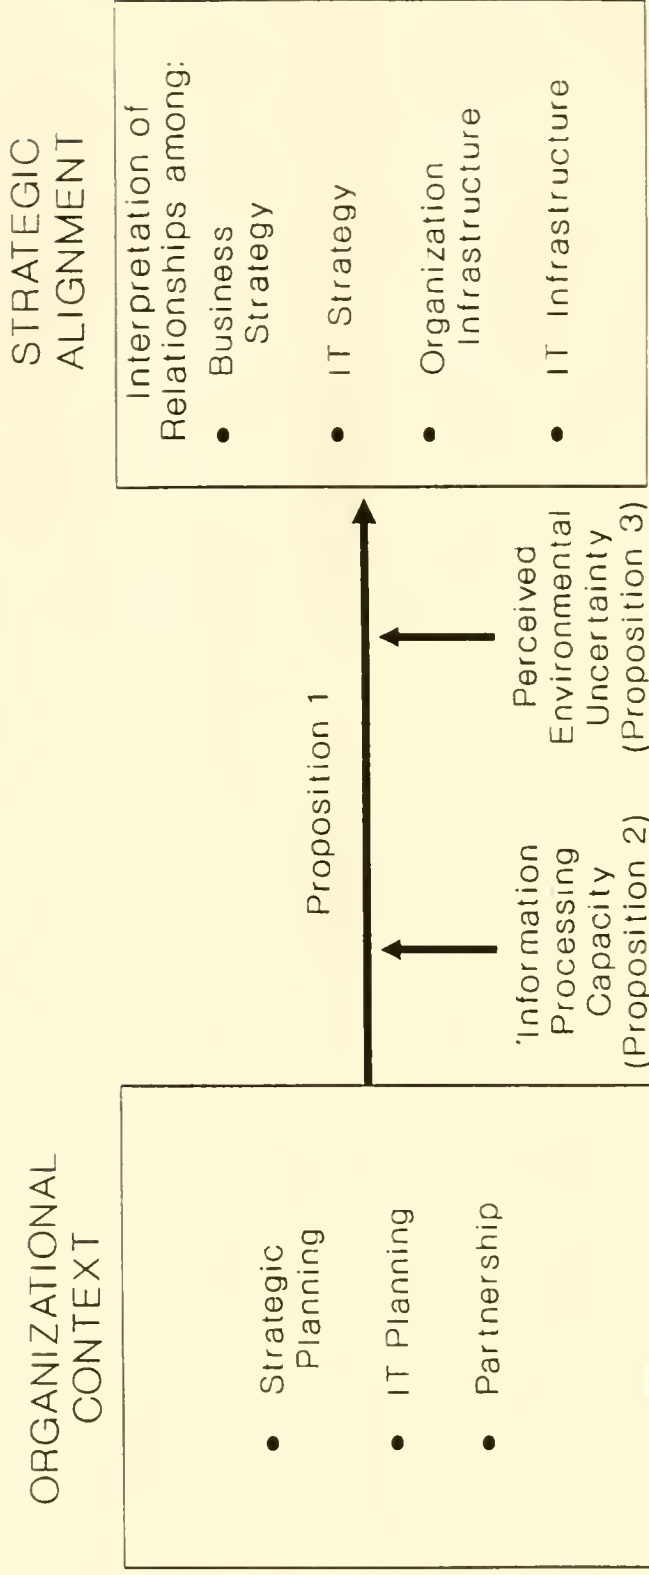 ORGANIZATIONAL
CONTEXT
• Strategic
Planning
• IT Planning
• Partnership
Proposition 1
'Information
Processing
Capacity
(Proposition 2)
Perceived
Environmental
Uncertainty
(Proposition 3)
STRATEGIC
ALIGNMENT
Interpretation of
Relationships among:
• Business
Strategy
• IT Strategy
• Organization
Infrastructure
• IT Infrastructure